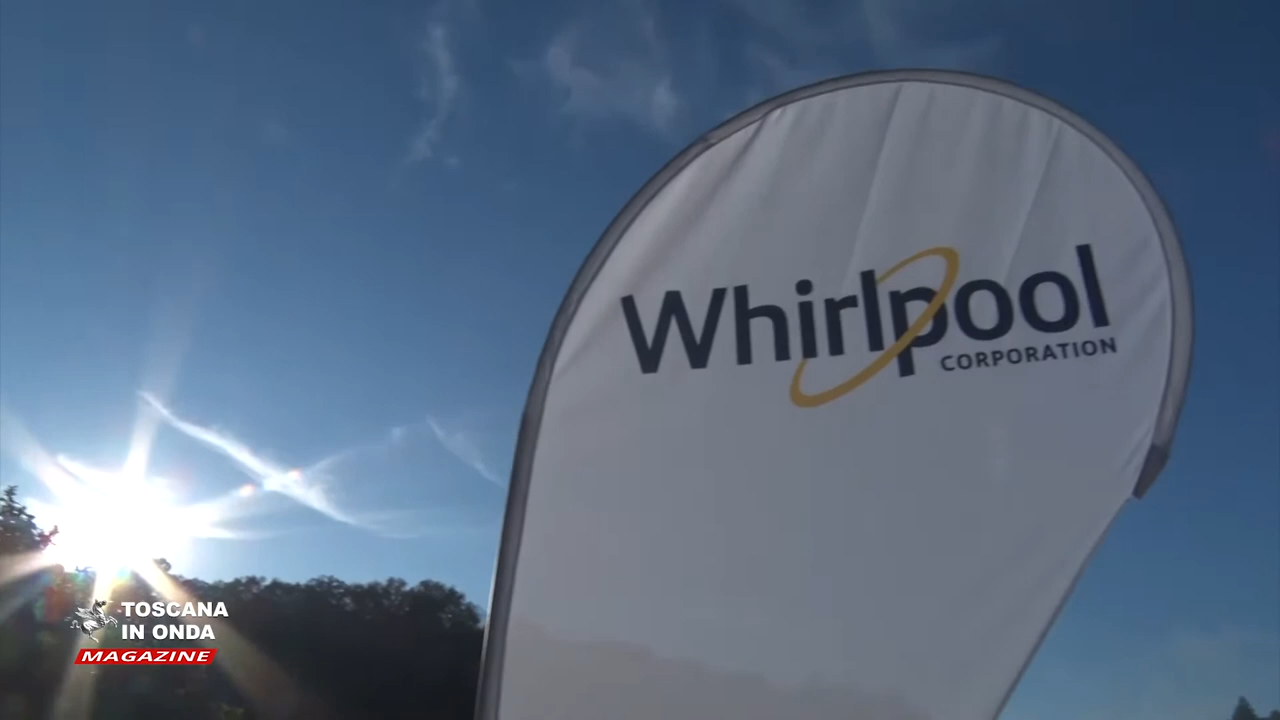 Whirlpool
CORPORATION
TOSCANA
IN ONDA
MAGAZINE